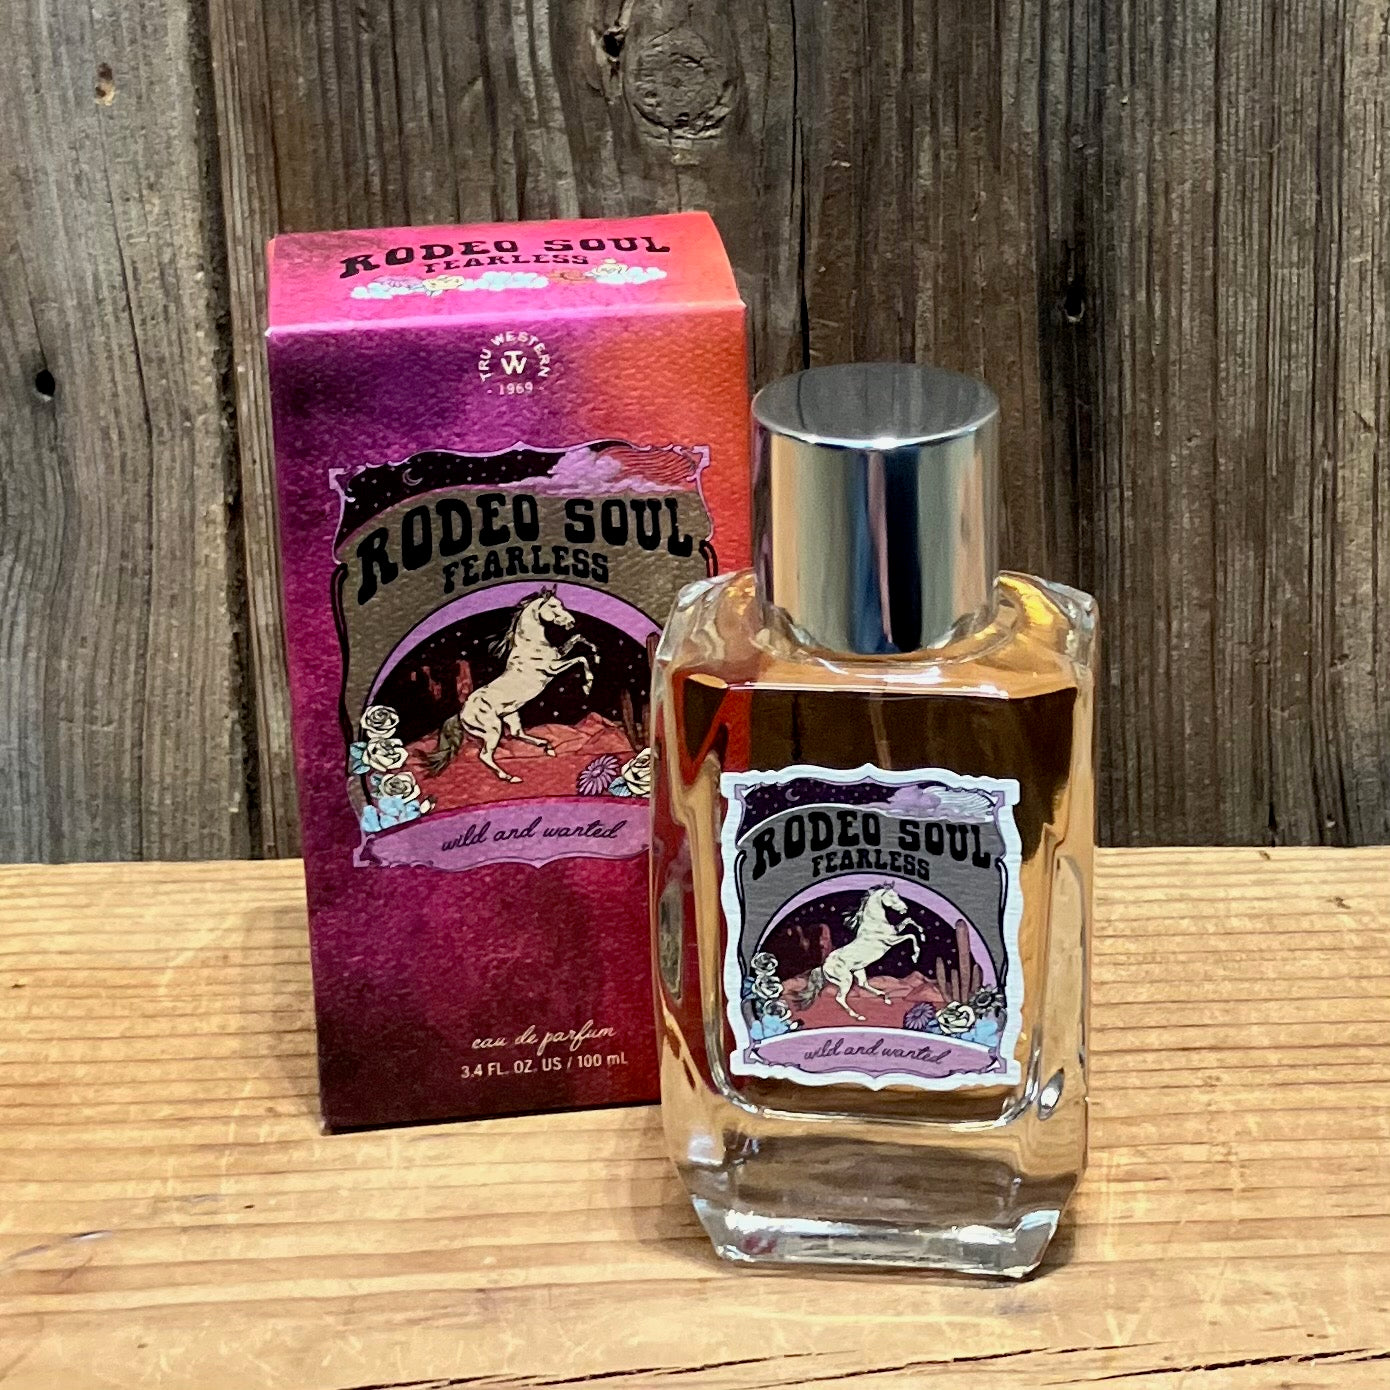 RODEO SOUL
FEARLESS
TRU WESTERN
TW
- 1969 -
RODEO SOUL
FEARLESS
wild and wanted
eau de parfum
3.4 FL. OZ. US / 100 mL
RODEO SOUL
FEARLESS
wild and wanted